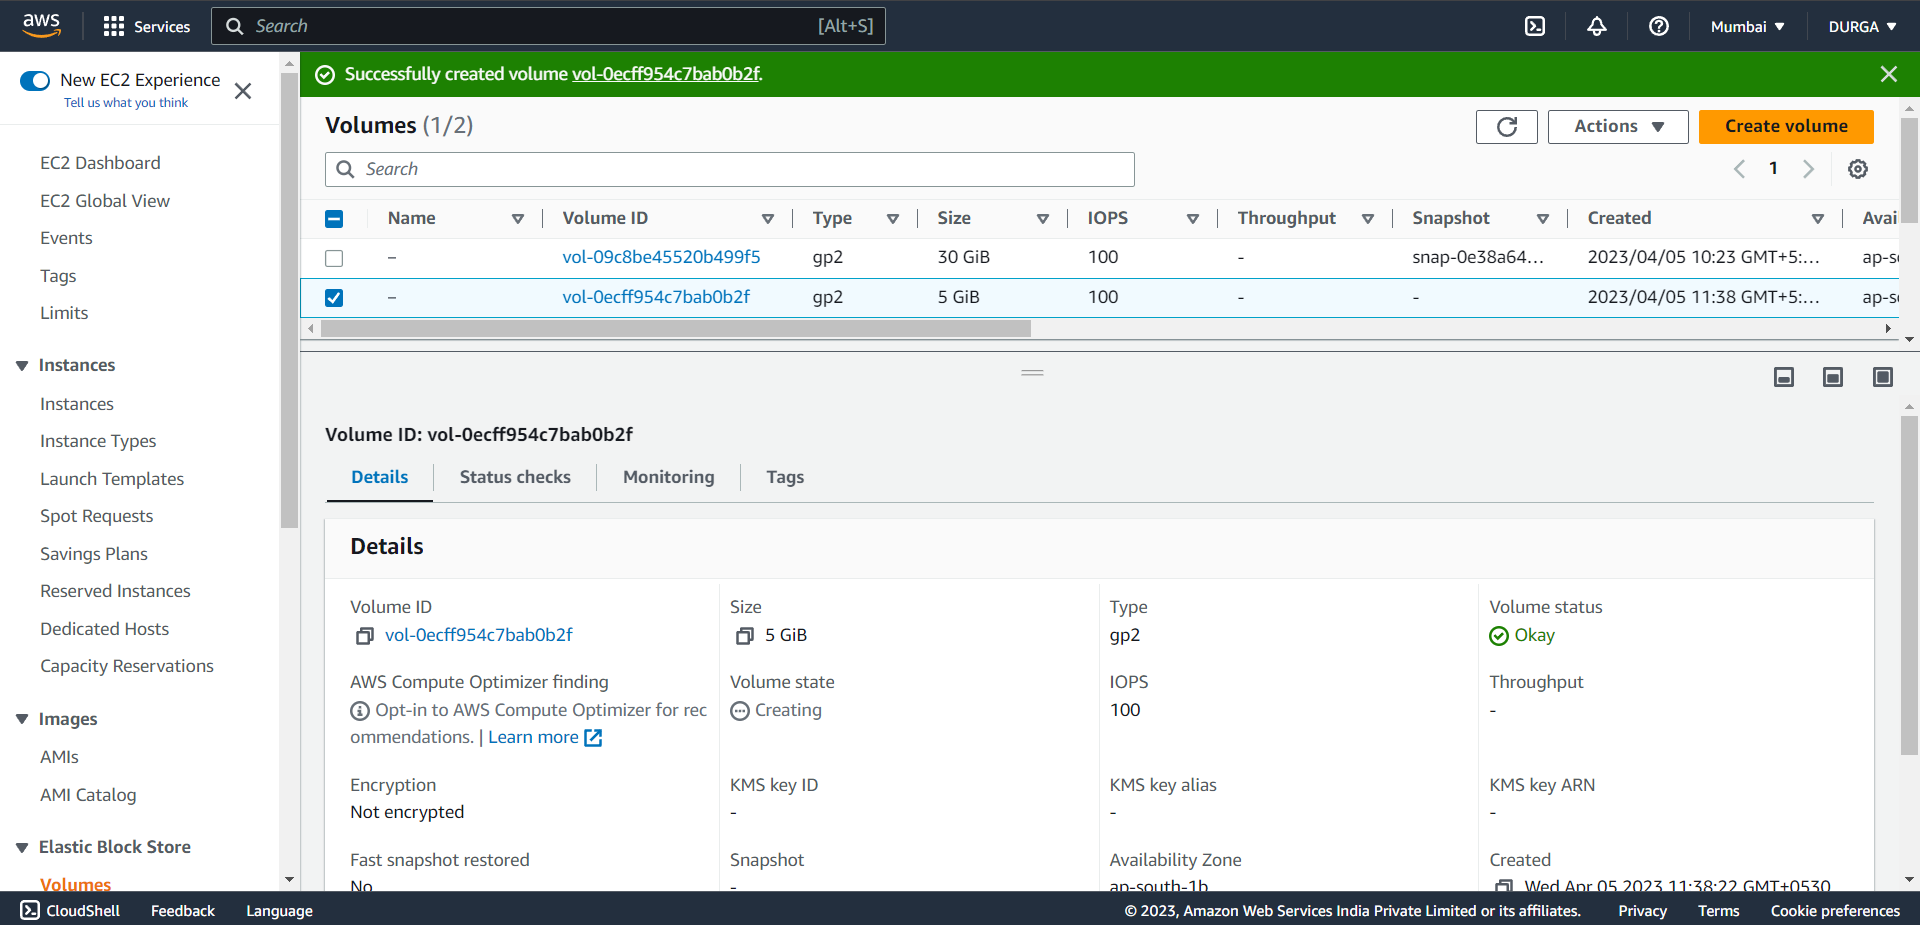 aws
Services
Search
[Alt+S]
Mumbai
DURGA
New EC2 Experience
Tell us what you think
EC2 Dashboard
EC2 Global View
Events
Tags
Limits
Instances
Instances
Instance Types
Launch Templates
Spot Requests
Savings Plans
Reserved Instances
Dedicated Hosts
Capacity Reservations
Images
AMIs
AMI Catalog
Elastic Block Store
Volumes
Successfully created volume vol-0ecff954c7bab0b2f.
Volumes (1/2)
Actions
Create volume
Search
1
Name Volume ID Type Size IOPS Throughput Snapshot Created Avai
– vol-09c8be45520b499f5 gp2 30 GiB 100 - snap-0e38a64... 2023/04/05 10:23 GMT+5:... ap-s
– vol-0ecff954c7bab0b2f gp2 5 GiB 100 - - 2023/04/05 11:38 GMT+5:... ap-s
Volume ID: vol-0ecff954c7bab0b2f
Details Status checks Monitoring Tags
Details
Volume ID
vol-0ecff954c7bab0b2f
Size
5 GiB
Type
gp2
Volume status
Okay
AWS Compute Optimizer finding
Opt-in to AWS Compute Optimizer for rec
ommendations. | Learn more
Volume state
Creating
IOPS
100
Throughput
-
Encryption
Not encrypted
KMS key ID
-
KMS key alias
-
KMS key ARN
-
Fast snapshot restored
No
Snapshot
-
Availability Zone
ap-south-1b
Created
Wed Apr 05 2023 11:38:22 GMT+0530
CloudShell Feedback Language
© 2023, Amazon Web Services India Private Limited or its affiliates. Privacy Terms Cookie preferences